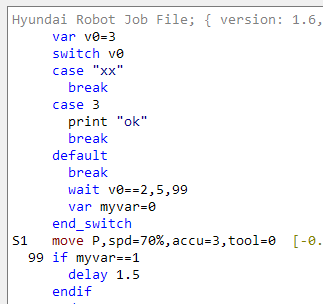 Hyundai Robot Job File; { version: 1.6,
var v0=3
switch v0
case "xx"
break
case 3
print "ok"
break
default
break
wait v0==2,5,99
var myvar=0
end_switch
S1 move P,spd=70%,accu=3,tool=0 [-0.
99 if myvar==1
delay 1.5
endif